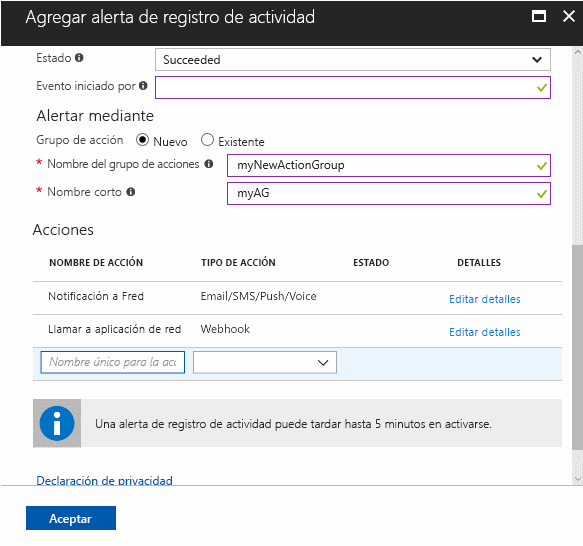 Agregar alerta de registro de actividad
Estado Succeeded
Evento iniciado por
Alertar mediante
Grupo de acción Nuevo Existente
* Nombre del grupo de acciones myNewActionGroup
* Nombre corto myAG
Acciones
NOMBRE DE ACCIÓN TIPO DE ACCIÓN ESTADO DETALLES
Notificación a Fred Email/SMS/Push/Voice Editar detalles
Llamar a aplicación de red Webhook Editar detalles
Nombre único para la acc
Una alerta de registro de actividad puede tardar hasta 5 minutos en activarse.
Declaración de privacidad
Aceptar